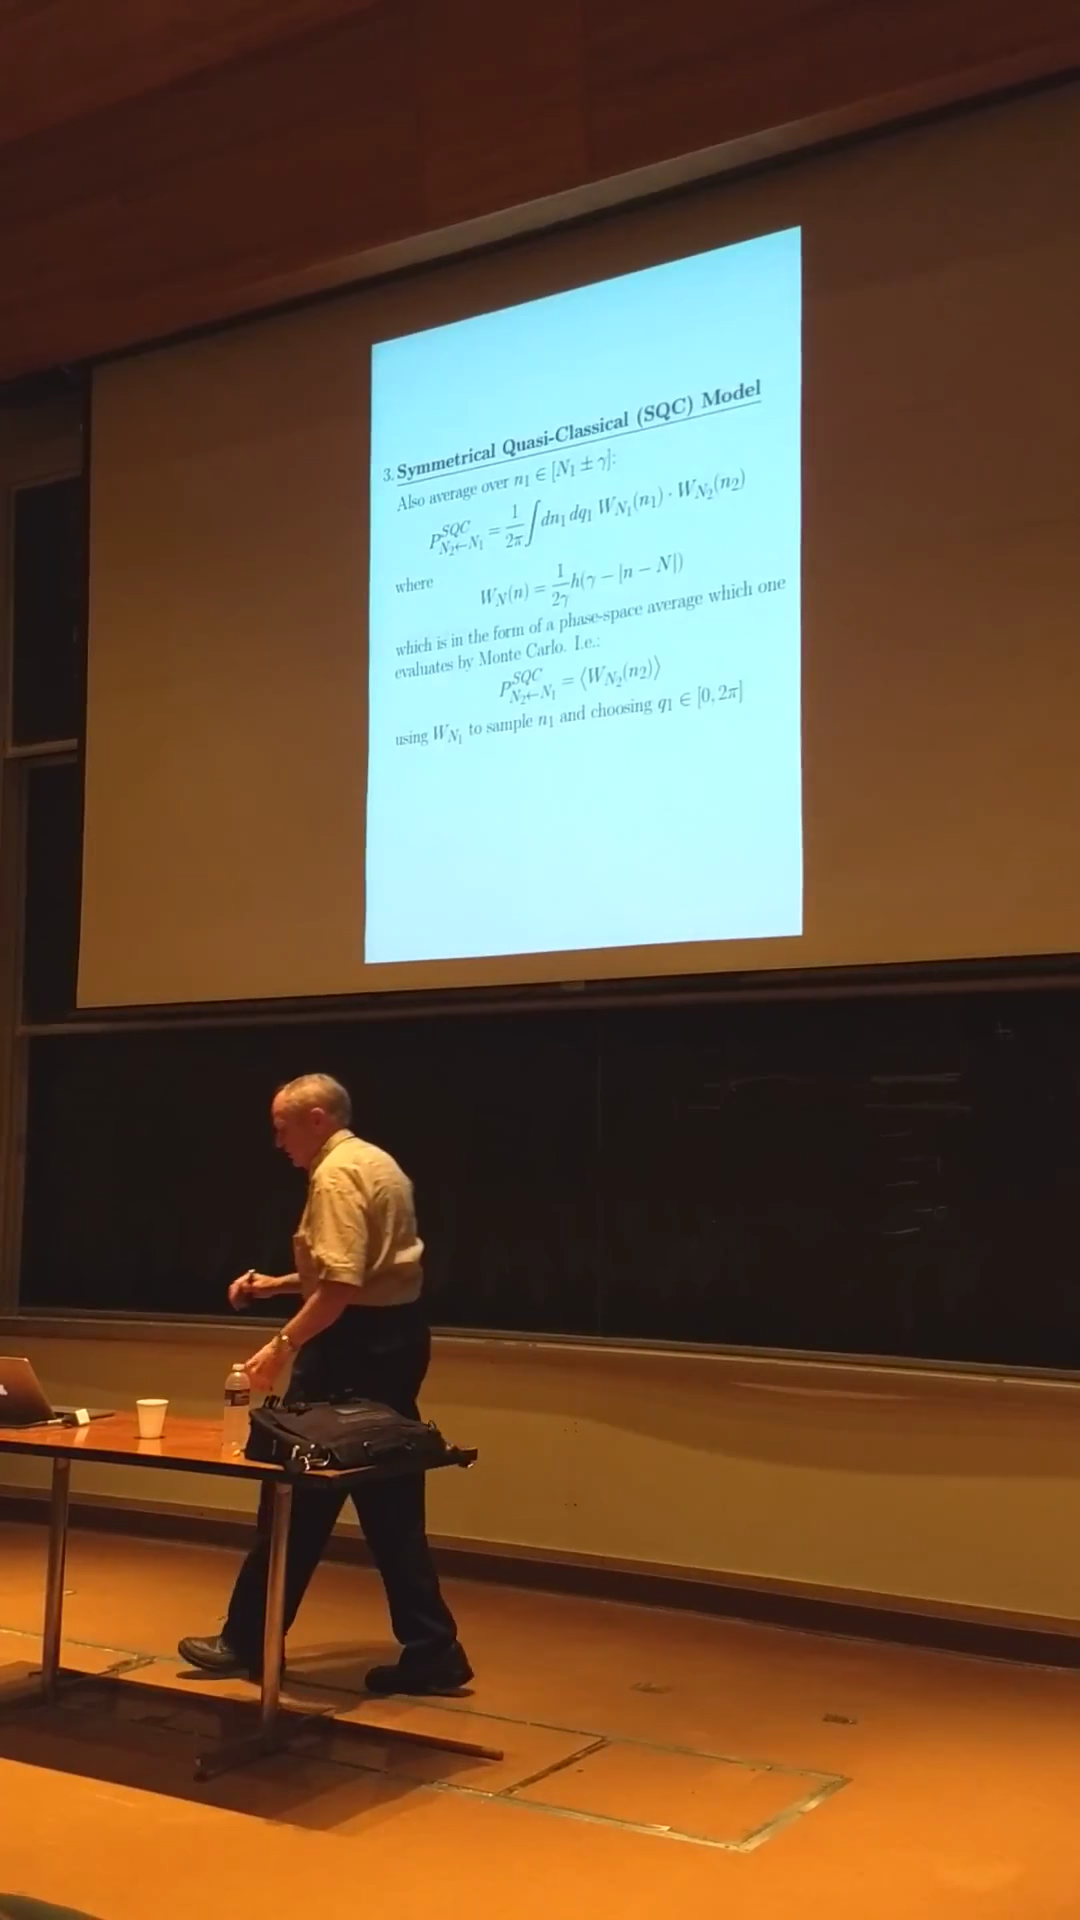 3. Symmetrical Quasi-Classical (SQC) Model
Also average over n₁ ∈ [N₁ ± γ]:
P^{SQC}_{N₂←N₁} = \frac{1}{2π} ∫ dn₁ dq₁ W_{N₁}(n₁) · W_{N₂}(n₂)
where
W_N(n) = \frac{1}{2γ} h(γ − |n − N|)
which is in the form of a phase-space average which one
evaluates by Monte Carlo. I.e.:
P^{SQC}_{N₂←N₁} = ⟨W_{N₂}(n₂)⟩
using W_{N₁} to sample n₁ and choosing q₁ ∈ [0, 2π]